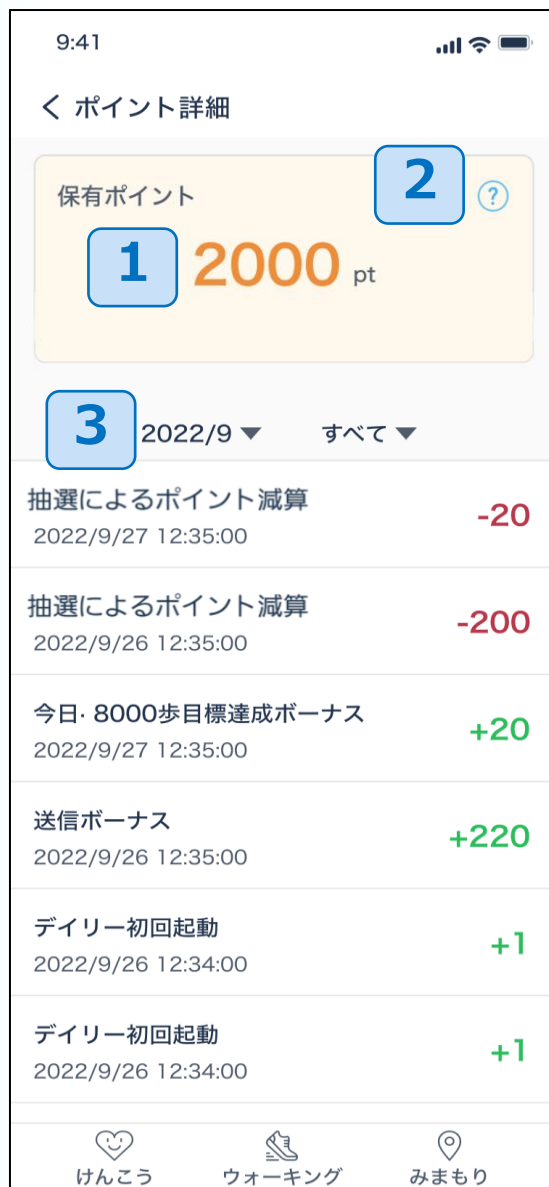 9:41
ポイント詳細
2
保有ポイント
?
1
2000 pt
3
2022/9 ▼ すべて ▼
抽選によるポイント減算
2022/9/27 12:35:00
-20
抽選によるポイント減算
2022/9/26 12:35:00
-200
今日· 8000歩目標達成ボーナス
2022/9/27 12:35:00
+20
送信ボーナス
2022/9/26 12:35:00
+220
デイリー初回起動
2022/9/26 12:34:00
+1
デイリー初回起動
2022/9/26 12:34:00
+1
けんこう ウォーキング みまもり